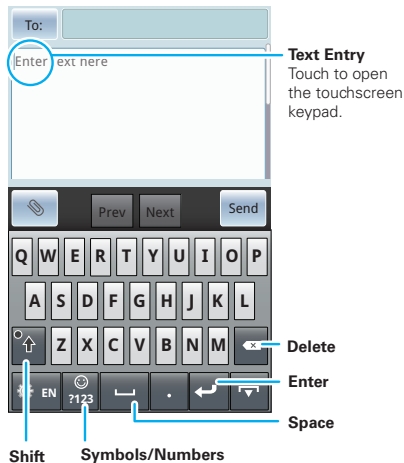 To:
Enter text here
Text Entry
Touch to open
the touchscreen
keypad.
Prev Next Send
Q W E R T Y U I O P
A S D F G H J K L
Z X C V B N M
Delete
EN ?123 .
Enter
Space
Shift Symbols/Numbers